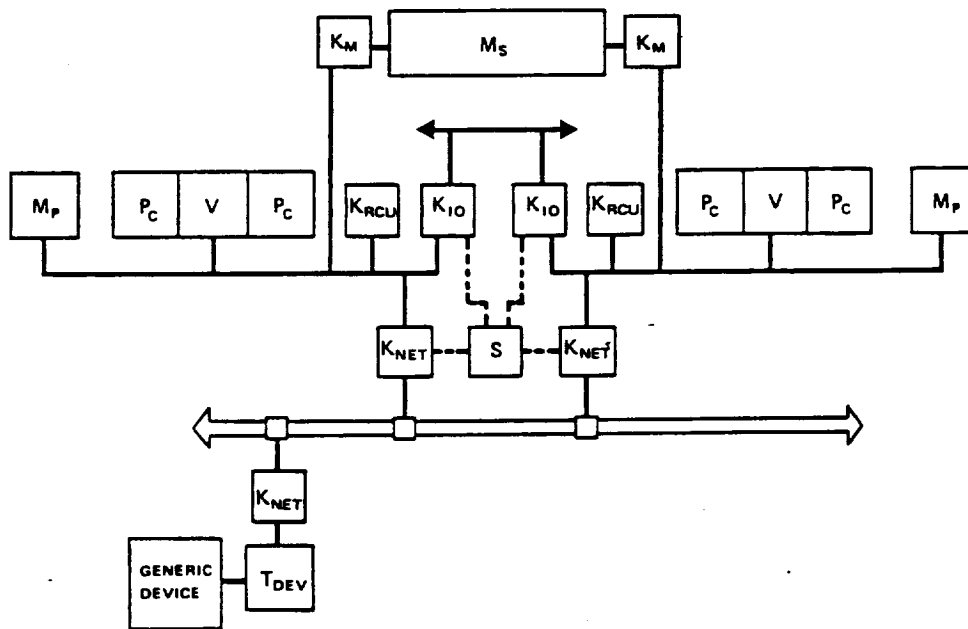 K_M
M_S
K_M
M_P
P_C V P_C
K_RCU
K_IO
K_IO
K_RCU
P_C V P_C
M_P
K_NET
S
K_NET
K_NET
GENERIC
DEVICE
T_DEV